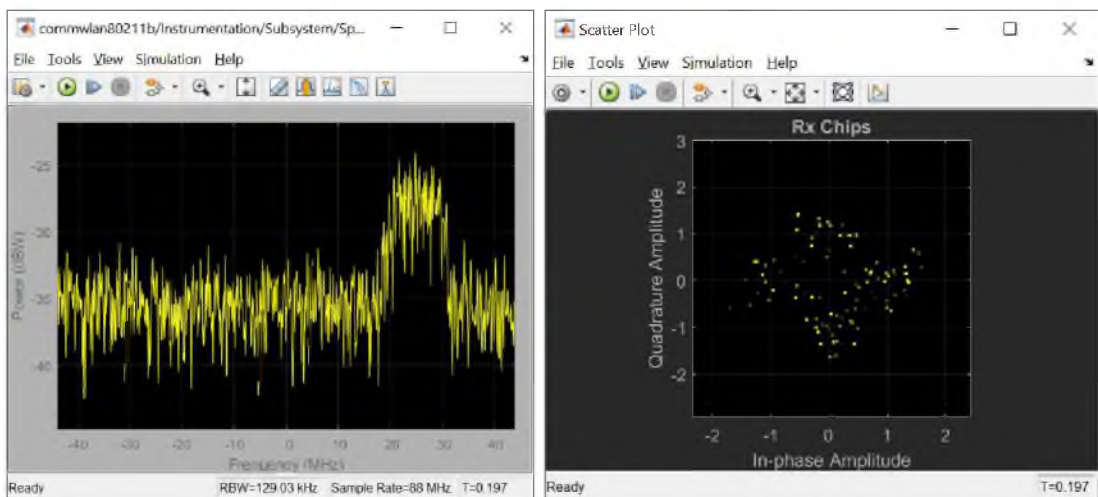 commwlan80211b/Instrumentation/Subsystem/Sp...
File Tools View Simulation Help
Power (dBW)
-25
-30
-35
-40
-40 -30 -20 -10 0 10 20 30 40
Frequency (MHz)
Ready RBW=129.03 kHz Sample Rate=88 MHz T=0.197
Scatter Plot
File Tools View Simulation Help
Rx Chips
Quadrature Amplitude
3
2
1
0
-1
-2
-2 -1 0 1 2
In-phase Amplitude
Ready T=0.197